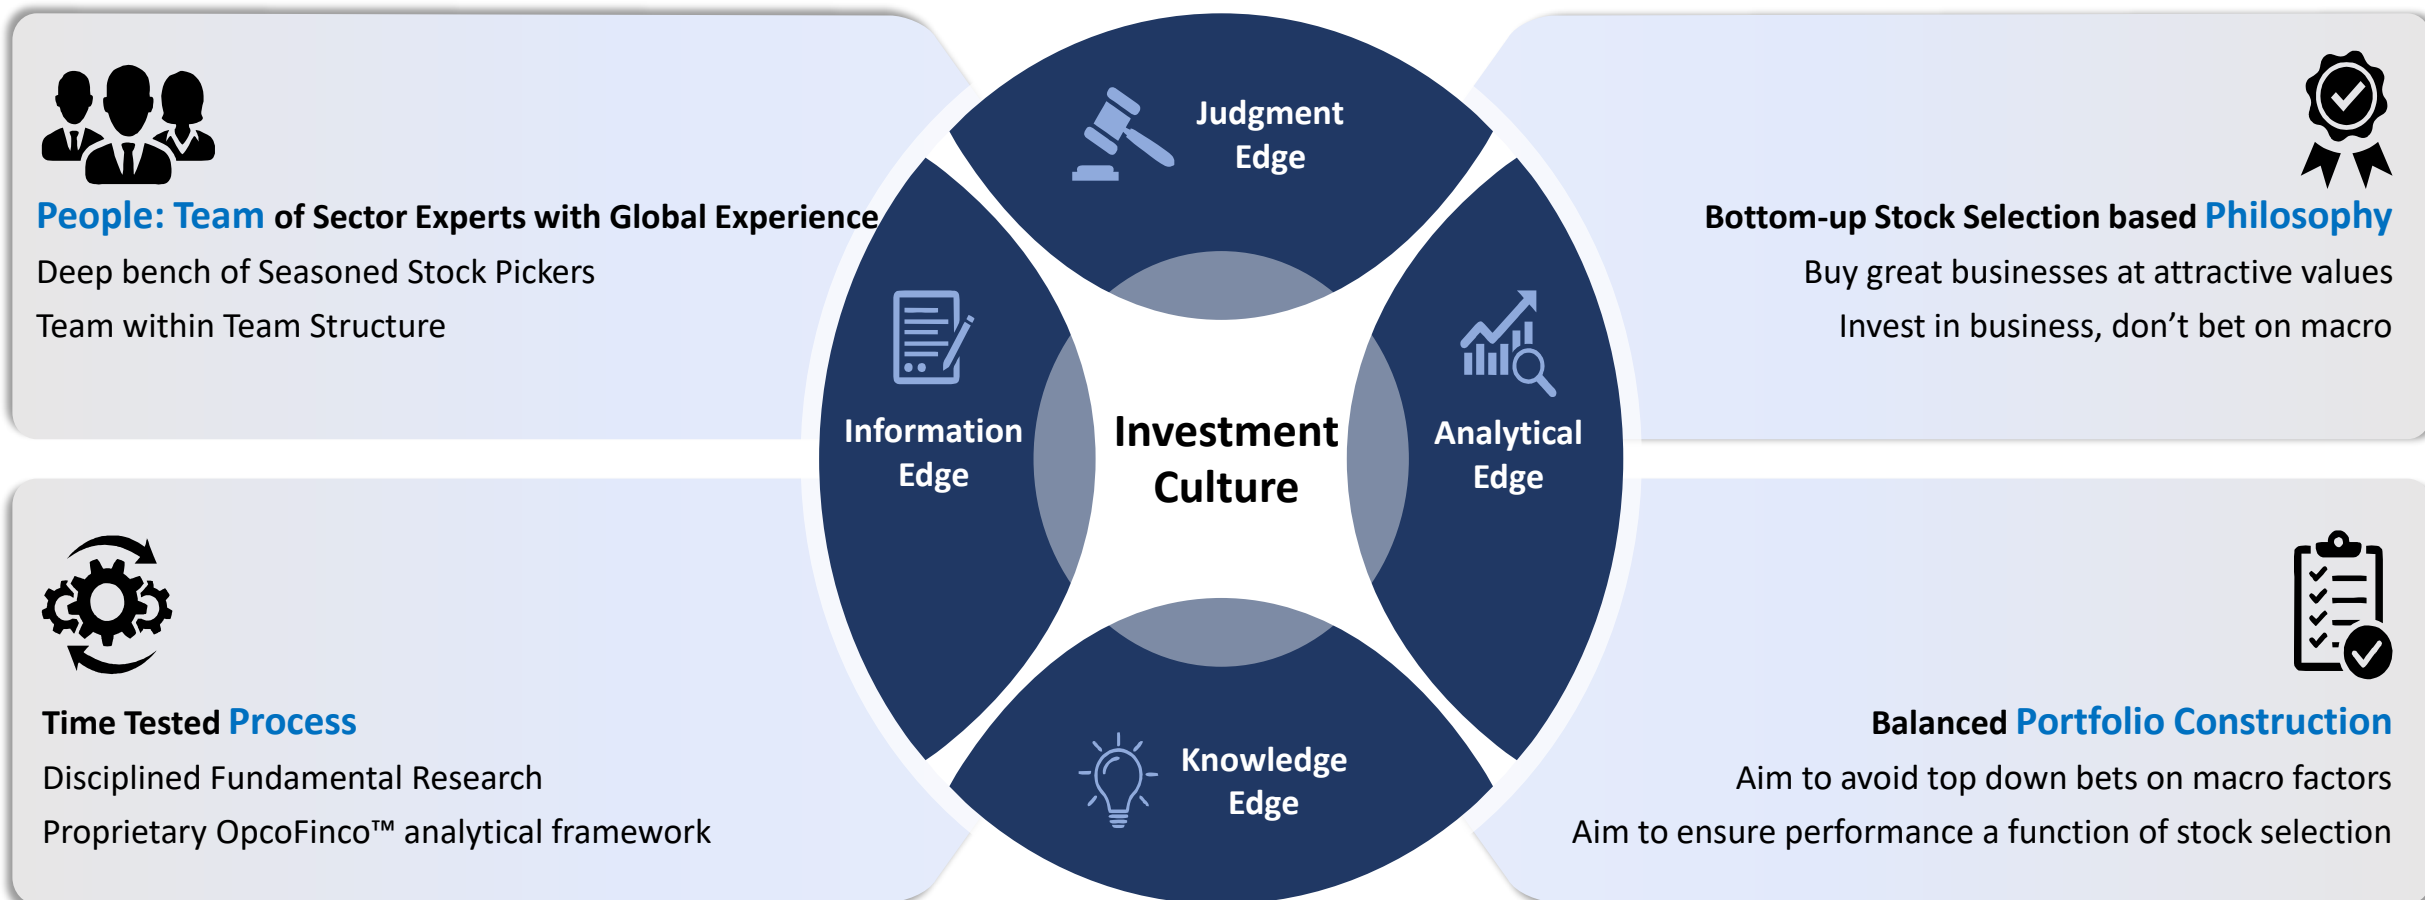 People: Team of Sector Experts with Global Experience
Deep bench of Seasoned Stock Pickers
Team within Team Structure
Judgment
Edge
Bottom-up Stock Selection based Philosophy
Buy great businesses at attractive values
Invest in business, don’t bet on macro
Information
Edge
Investment
Culture
Analytical
Edge
Time Tested Process
Disciplined Fundamental Research
Proprietary OpcoFinco™ analytical framework
Knowledge
Edge
Balanced Portfolio Construction
Aim to avoid top down bets on macro factors
Aim to ensure performance a function of stock selection